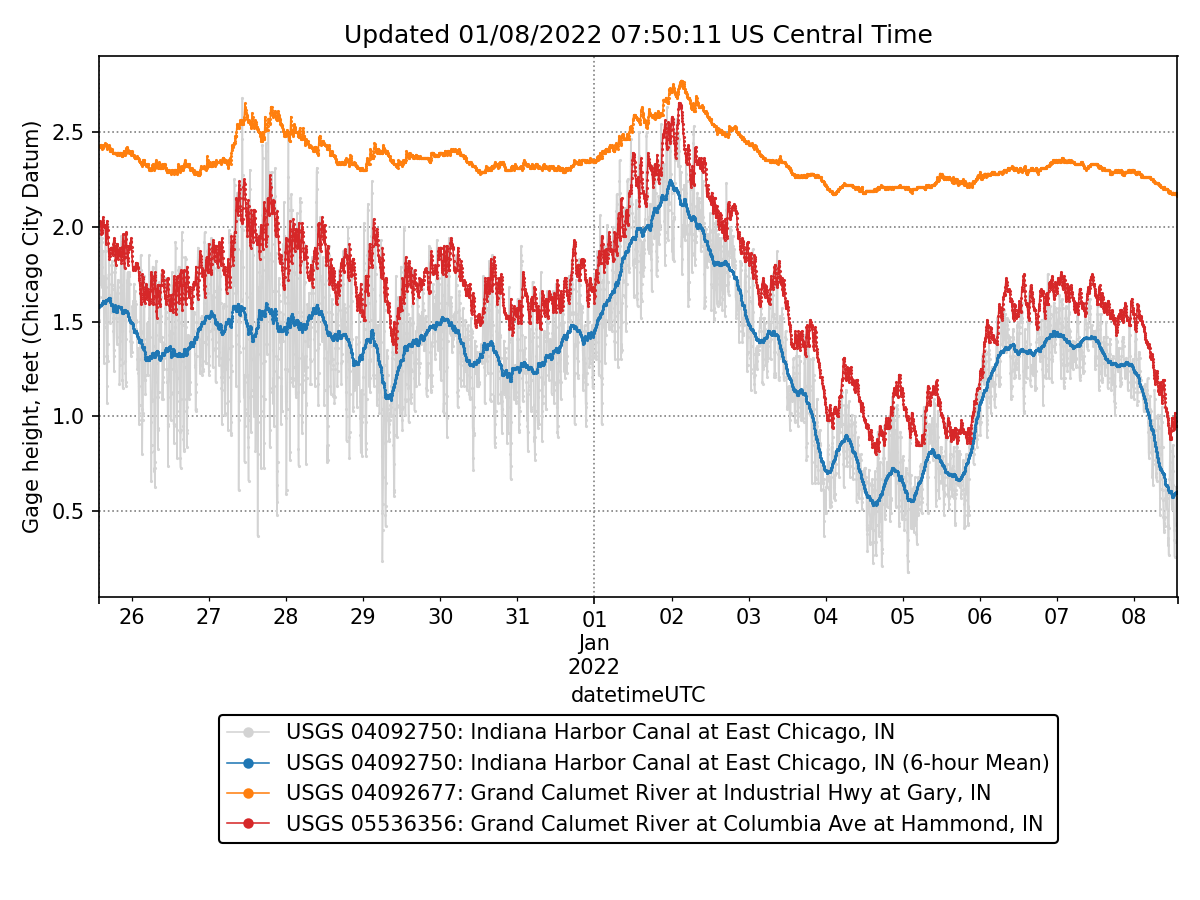 Updated 01/08/2022 07:50:11 US Central Time
Gage height, feet (Chicago City Datum)
2.5
2.0
1.5
1.0
0.5
26 27 28 29 30 31 01 02 03 04 05 06 07 08
Jan
2022
datetimeUTC
USGS 04092750: Indiana Harbor Canal at East Chicago, IN
USGS 04092750: Indiana Harbor Canal at East Chicago, IN (6-hour Mean)
USGS 04092677: Grand Calumet River at Industrial Hwy at Gary, IN
USGS 05536356: Grand Calumet River at Columbia Ave at Hammond, IN